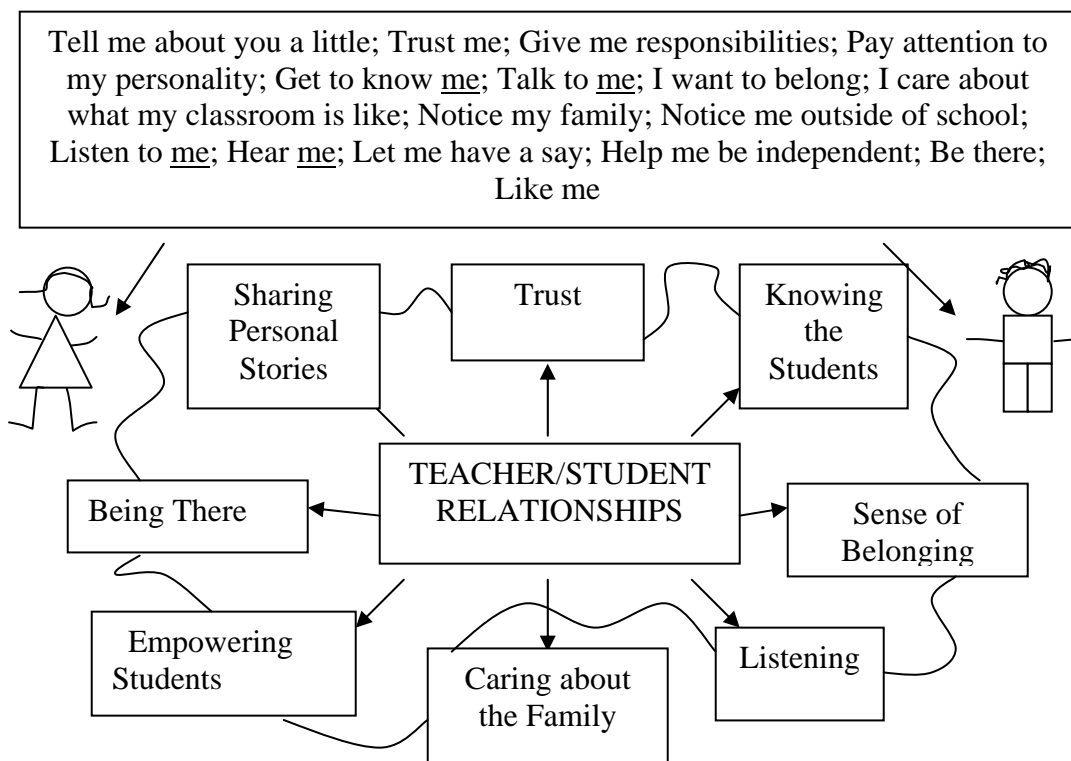 Tell me about you a little; Trust me; Give me responsibilities; Pay attention to
my personality; Get to know me; Talk to me; I want to belong; I care about
what my classroom is like; Notice my family; Notice me outside of school;
Listen to me; Hear me; Let me have a say; Help me be independent; Be there;
Like me
Sharing
Personal
Stories
Trust
Knowing
the
Students
TEACHER/STUDENT
RELATIONSHIPS
Being There
Sense of
Belonging
Empowering
Students
Caring about
the Family
Listening